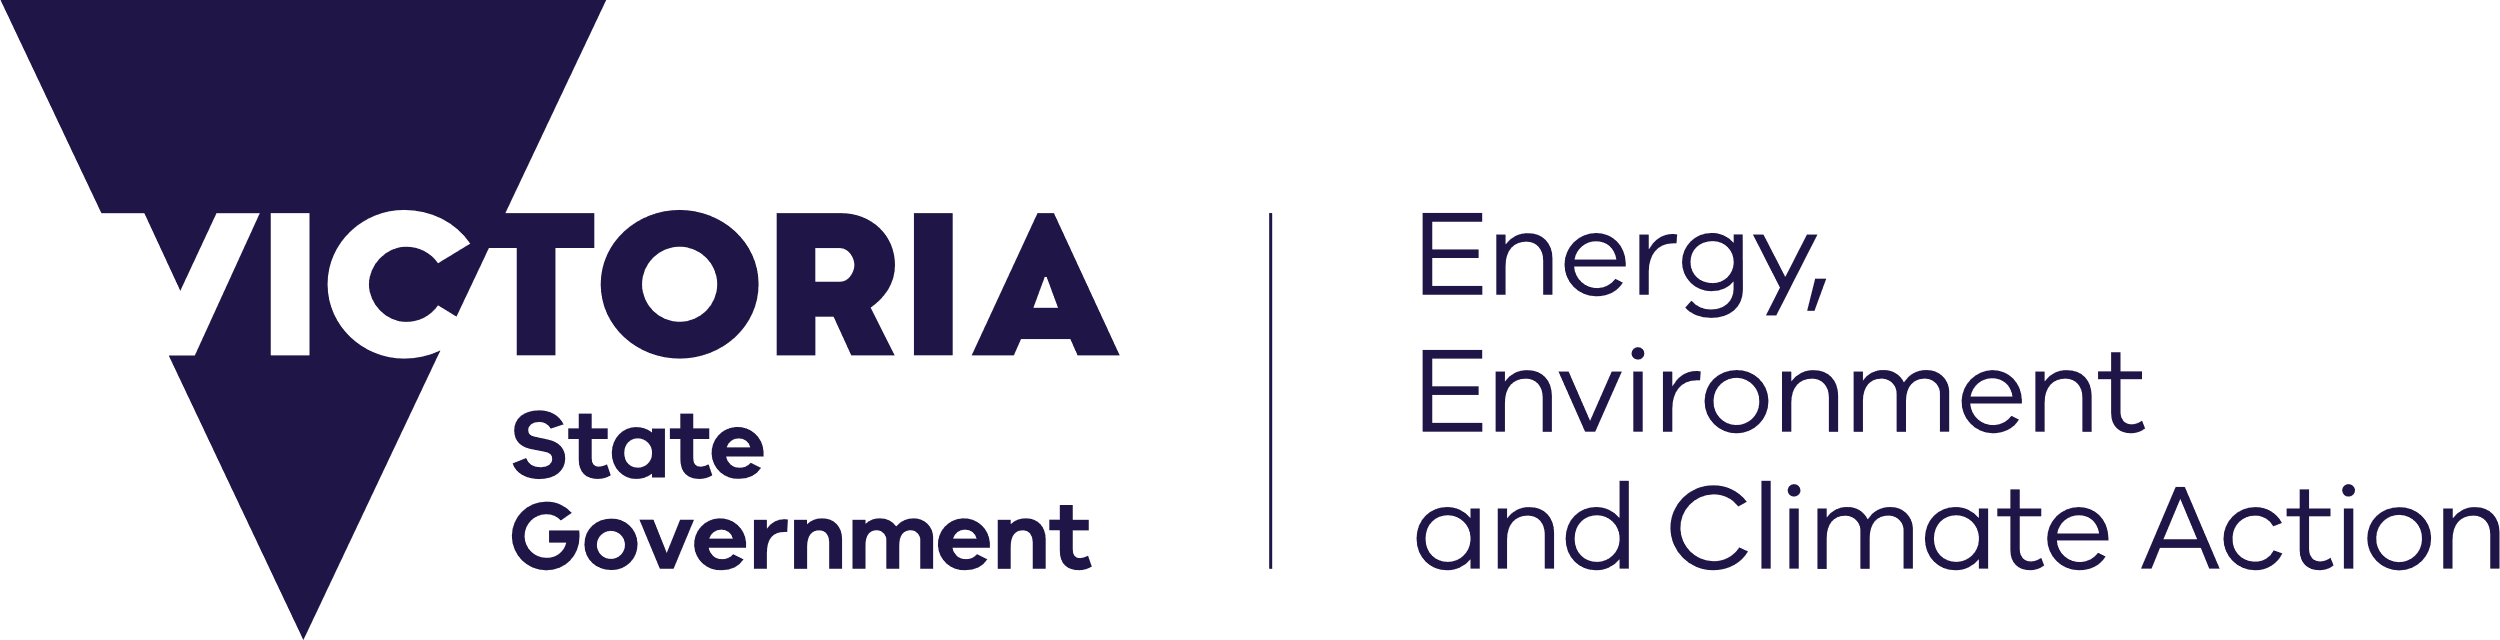 VICTORIA
State
Government
Energy,
Environment
and Climate Action